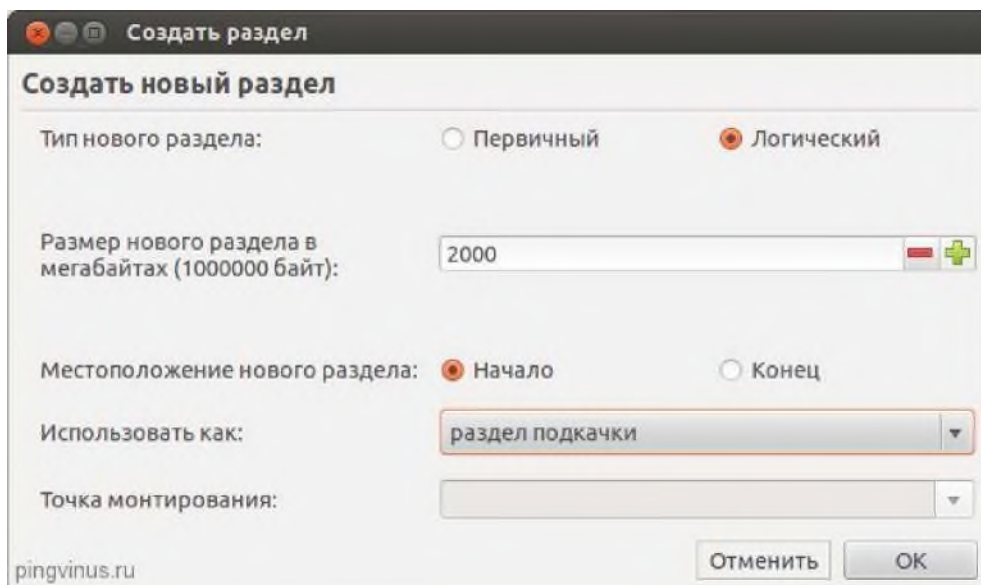 Создать раздел
Создать новый раздел
Тип нового раздела: Первичный Логический
Размер нового раздела в
мегабайтах (1000000 байт): 2000
Местоположение нового раздела: Начало Конец
Использовать как: раздел подкачки
Точка монтирования:
Отменить ОК
pingvinus.ru